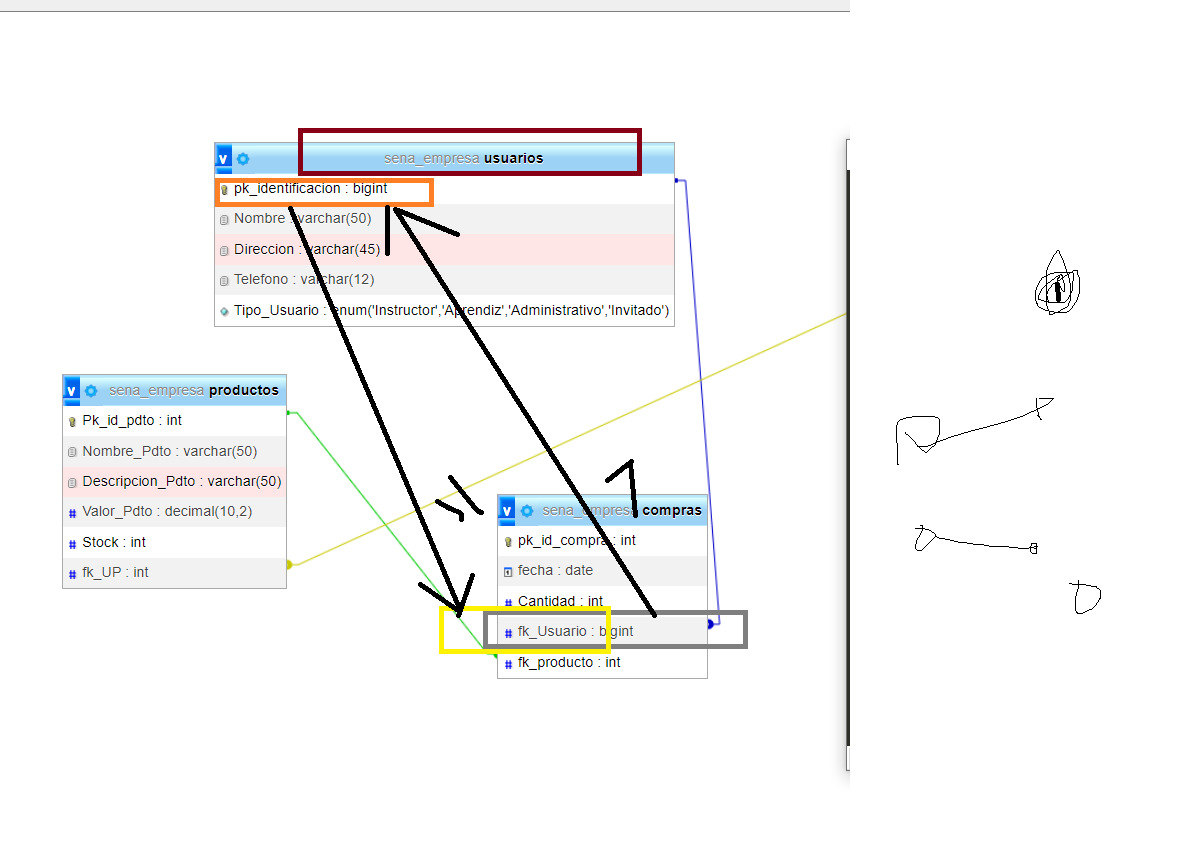 v sena_empresa usuarios
pk_identificacion : bigint
Nombre : varchar(50)
Direccion : varchar(45)
Telefono : varchar(12)
Tipo_Usuario : enum('Instructor','Aprendiz','Administrativo','Invitado')
v sena_empresa productos
Pk_id_pdto : int
Nombre_Pdto : varchar(50)
Descripcion_Pdto : varchar(50)
Valor_Pdto : decimal(10,2)
Stock : int
fk_UP : int
v sena_empresa compras
pk_id_compra : int
fecha : date
Cantidad : int
fk_Usuario : bigint
fk_producto : int